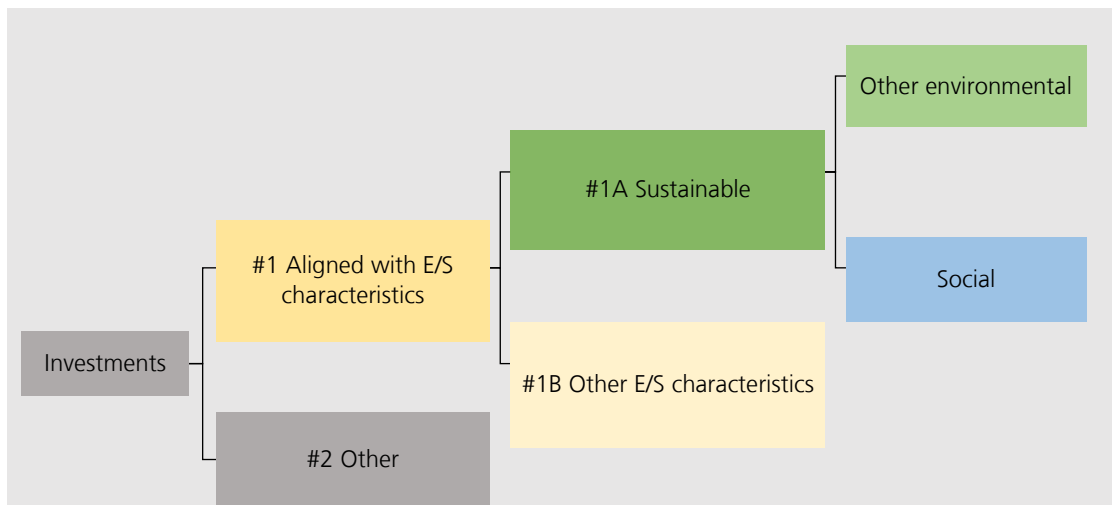 Investments
#1 Aligned with E/S
characteristics
#2 Other
#1A Sustainable
#1B Other E/S characteristics
Other environmental
Social